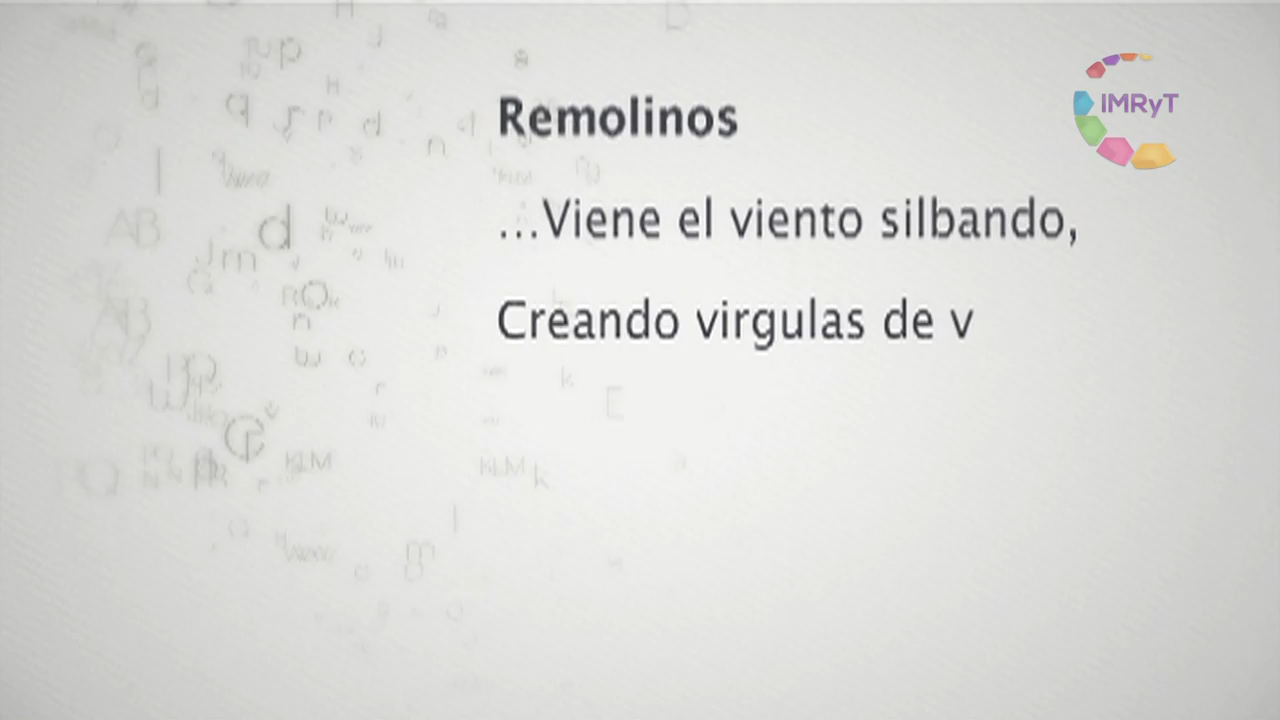 Remolinos
IMRyT
...Viene el viento silbando,
Creando virgulas de v